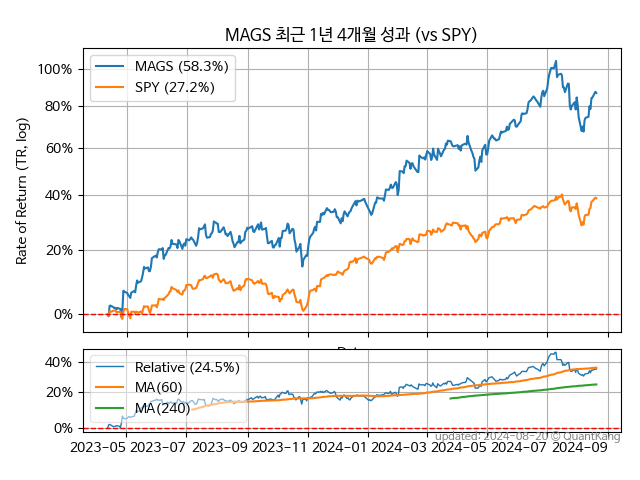 MAGS 최근 1년 4개월 성과 (vs SPY)
Rate of Return (TR, log)
100%
80%
60%
40%
20%
0%
MAGS (58.3%)
SPY (27.2%)
40%
20%
0%
Relative (24.5%)
MA(60)
MA(240)
2023-05 2023-07 2023-09 2023-11 2024-01 2024-03 2024-05 2024-07 2024-09
updated: 2024-08-20 © QuantKang